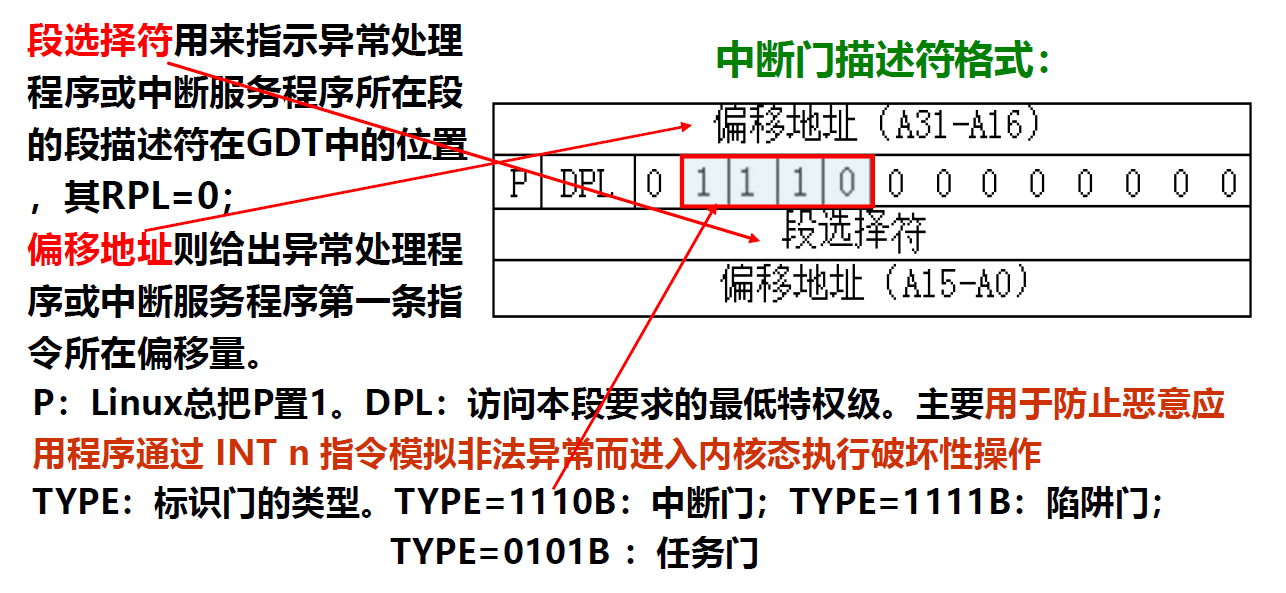 段选择符用来指示异常处理
程序或中断服务程序所在段
的段描述符在GDT中的位置
，其RPL=0；
偏移地址则给出异常处理程
序或中断服务程序第一条指
令所在偏移量。
中断门描述符格式：
偏移地址（A31-A16）
P DPL 0 1 1 1 0 0 0 0 0 0 0 0 0
段选择符
偏移地址（A15-A0）
P：Linux总把P置1。DPL：访问本段要求的最低特权级。主要用于防止恶意应
用程序通过 INT n 指令模拟非法异常而进入内核态执行破坏性操作
TYPE：标识门的类型。TYPE=1110B：中断门；TYPE=1111B：陷阱门；
TYPE=0101B ：任务门